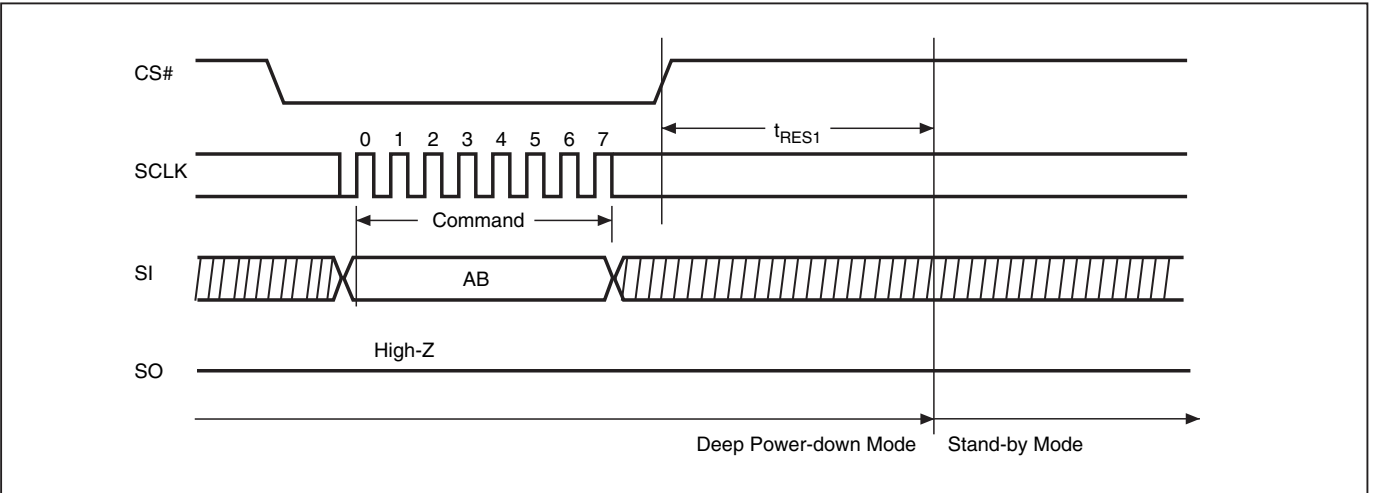 CS#
tRES1
0 1 2 3 4 5 6 7
SCLK
Command
SI
AB
High-Z
SO
Deep Power-down Mode
Stand-by Mode